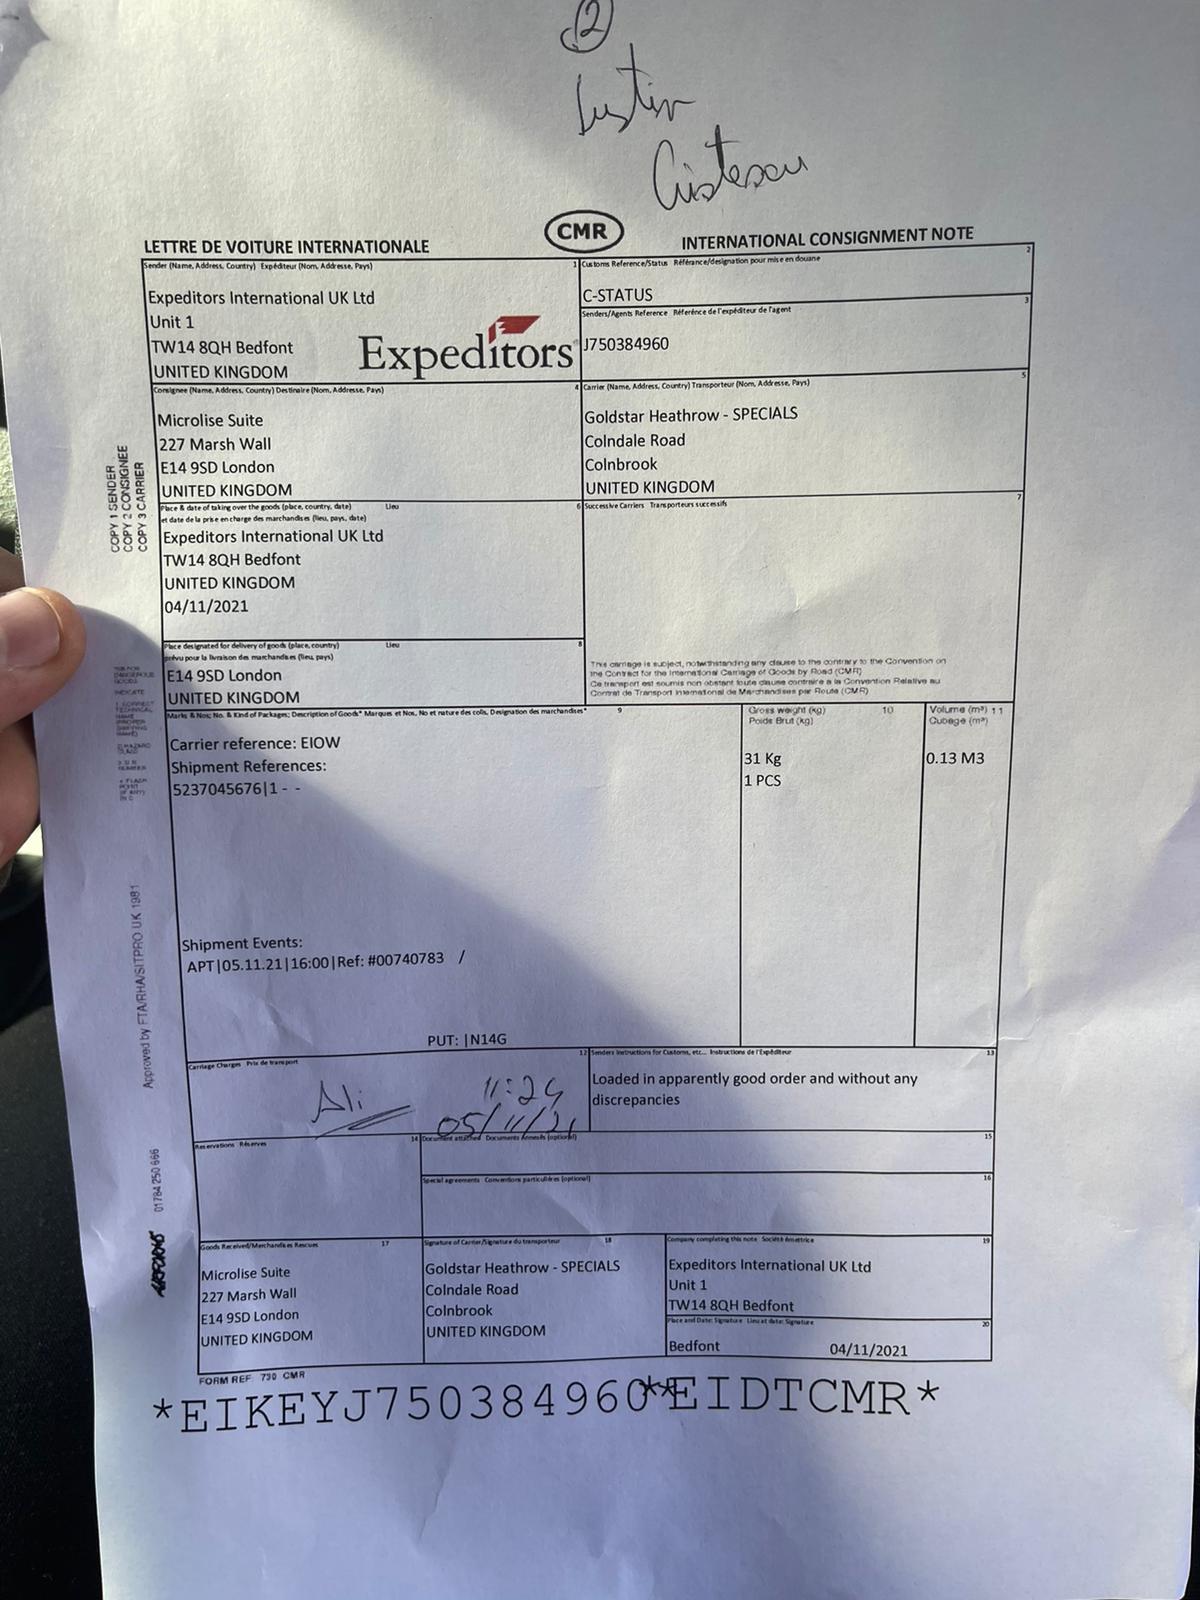 2
CMR
LETTRE DE VOITURE INTERNATIONALE
INTERNATIONAL CONSIGNMENT NOTE
Sender (Name, Address, Country) Expéditeur (Nom, Adresse, Pays) 1
Expeditors International UK Ltd
Unit 1
TW14 8QH Bedfont
UNITED KINGDOM
Expeditors
Customs Reference/Status Référance/designation pour mise en douane 2
C-STATUS
3
Senders/Agents Reference Référence de l'expéditeur de l'agent
J750384960
Consignee (Name, Address, Country) Destinaire (Nom, Adresse, Pays) 4
Microlise Suite
227 Marsh Wall
E14 9SD London
UNITED KINGDOM
Carrier (Name, Address, Country) Transporteur (Nom, Adresse, Pays) 5
Goldstar Heathrow - SPECIALS
Colndale Road
Colnbrook
UNITED KINGDOM
COPY 1 SENDER
COPY 2 CONSIGNEE
COPY 3 CARRIER
Place & date of taking over the goods (place, country, date) Lieu 6
et date de la prise en charge des marchandises (lieu, pays, date)
Expeditors International UK Ltd
TW14 8QH Bedfont
UNITED KINGDOM
04/11/2021
Successive Carriers Transporteurs successifs 7
Place designated for delivery of goods (place, country) Lieu 8
prévu pour la livraison des marchandises (lieu, pays)
E14 9SD London
UNITED KINGDOM
This carriage is subject, notwithstanding any clause to the contrary to the Convention on
the Contract for the International Carriage of Goods by Road (CMR)
Ce transport est soumis non obstant toute clause contraire a la Convention Relative au
Contrat de Transport International de Marchandises par Route (CMR)
Marks & Nos; No. & Kind of Packages; Description of Goods* Marques et Nos, No et nature des colis, Designation des marchandises* 9
Gross weight (kg) 10
Poids Brut (kg)
Volume (m³) 11
Cubage (m³)
Carrier reference: EIOW
Shipment References:
5237045676|1 - -
31 Kg
1 PCS
0.13 M3
Shipment Events:
APT|05.11.21|16:00|Ref: #00740783 /
PUT: |N14G
Approved by FTA/RHA/SITPRO UK 1981
01784 250 666
Carriage Charges Prix de transport 12
Ali
11:24
05/11/21
Senders Instructions for Customs, etc... Instructions de l'Expéditeur 13
Loaded in apparently good order and without any
discrepancies
Reservations Réserves 14
Document attached Documents Annexés (optional) 15
Special agreements Conventions particulières (optional) 16
Goods Received/Merchandises Rescues 17
Microlise Suite
227 Marsh Wall
E14 9SD London
UNITED KINGDOM
Signature of Carrier/Signature du transporteur 18
Goldstar Heathrow - SPECIALS
Colndale Road
Colnbrook
UNITED KINGDOM
Company completing this note Société émettrice 19
Expeditors International UK Ltd
Unit 1
TW14 8QH Bedfont
Place and Date: Signature Lieu at date: Signature 20
Bedfont 04/11/2021
FORM REF 730 CMR
*EIKEYJ750384960**EIDTCMR*